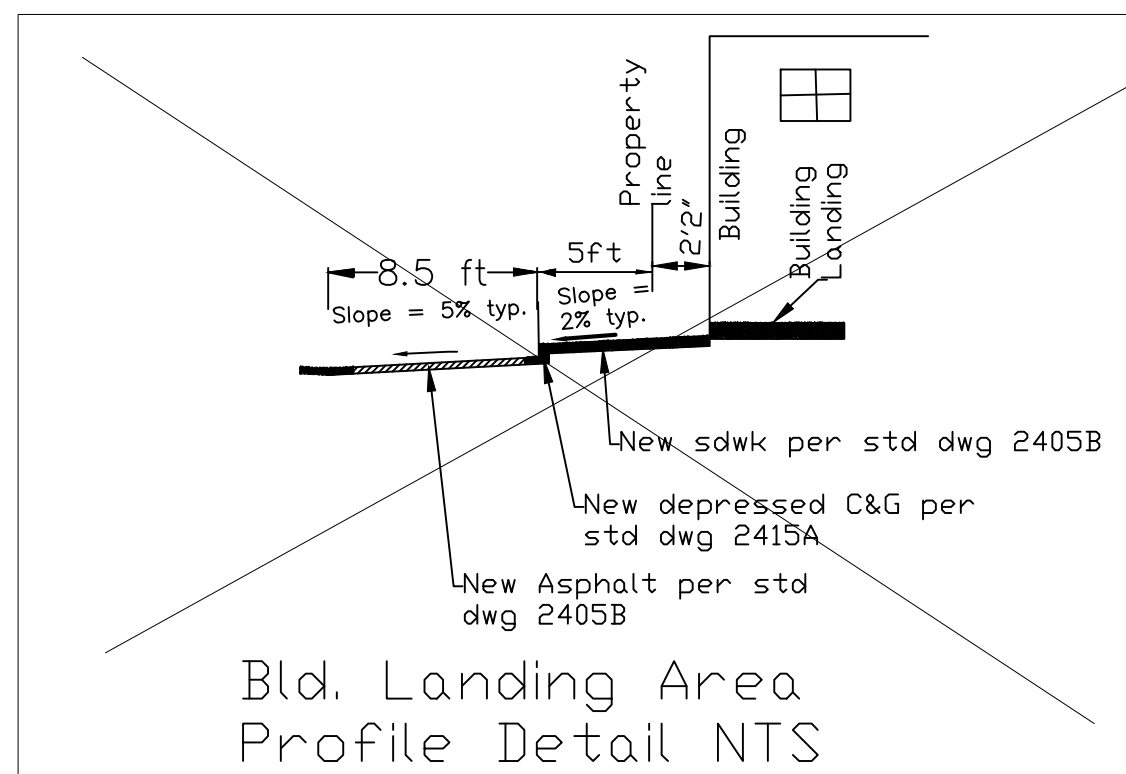 Property
line
2'2"
Building
Building
Landing
8.5 ft
5ft
Slope = 5% typ.
Slope =
2% typ.
New sdwk per std dwg 2405B
New depressed C&G per
std dwg 2415A
New Asphalt per std
dwg 2405B
Bld. Landing Area
Profile Detail NTS